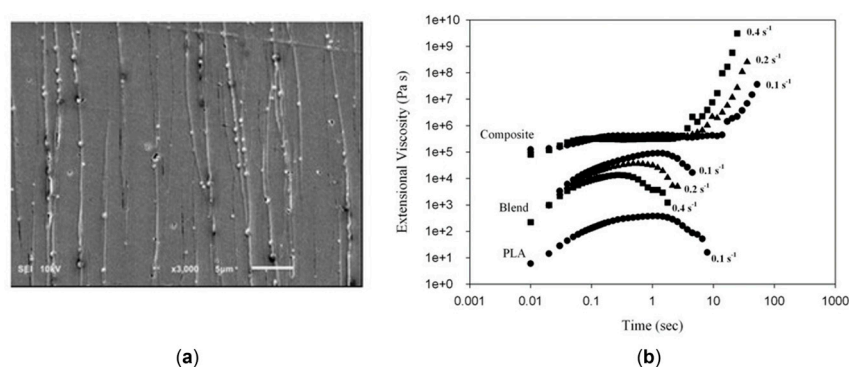 SEI 10kV x3,000 5μm
(a)
Extensional Viscosity (Pa s)
1e+10
1e+9
1e+8
1e+7
1e+6
1e+5
1e+4
1e+3
1e+2
1e+1
1e+0
0.4 s⁻¹
0.2 s⁻¹
0.1 s⁻¹
Composite
0.1 s⁻¹
0.2 s⁻¹
Blend
0.4 s⁻¹
PLA
0.1 s⁻¹
0.001 0.01 0.1 1 10 100 1000
Time (sec)
(b)